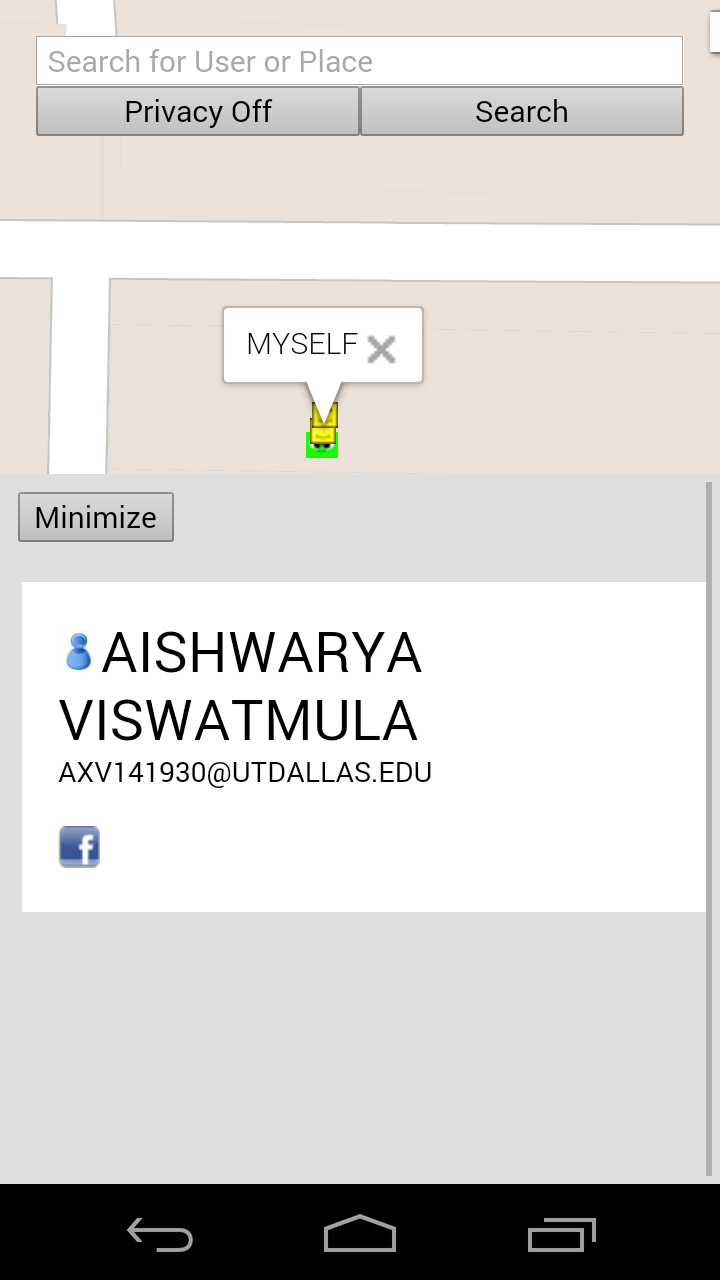 Search for User or Place
Privacy Off
Search
MYSELF
Minimize
AISHWARYA
VISWATMULA
AXV141930@UTDALLAS.EDU
f